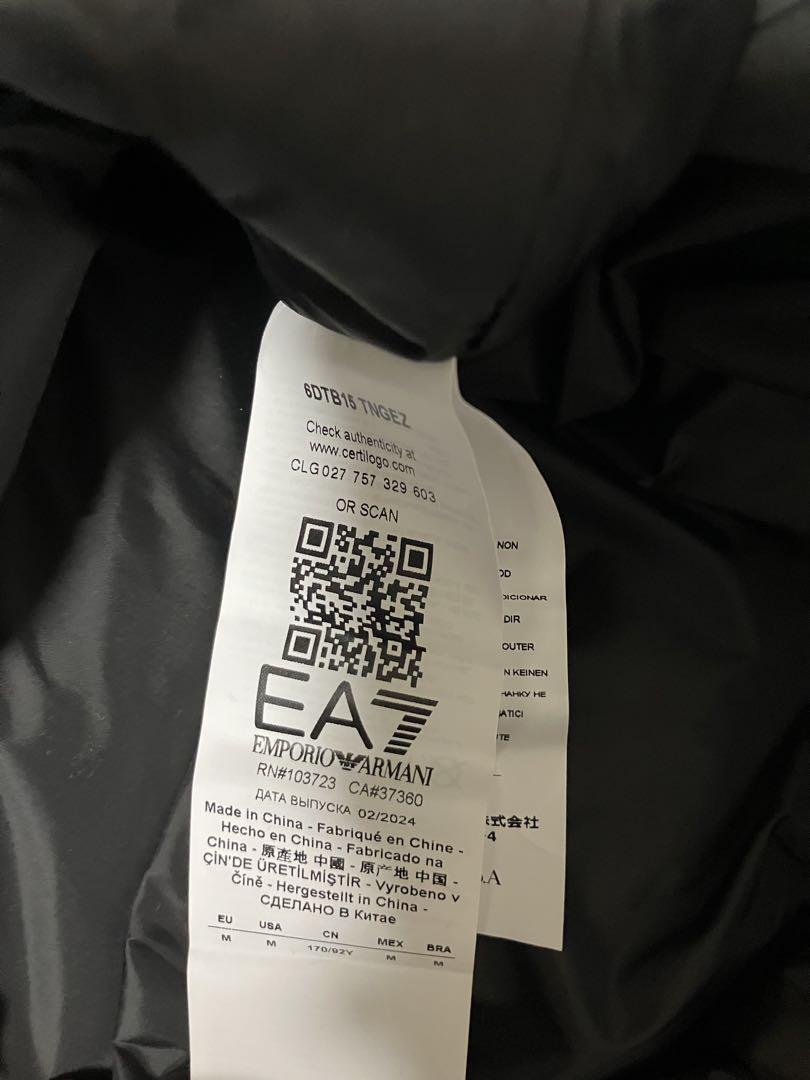 6DTB15 TNGEZ
Check authenticity at
www.certilogo.com
CLG 027 757 329 603
OR SCAN
EA7
EMPORIO ARMANI
RN#103723 CA#37360
ДАТА ВЫПУСКА 02/2024
Made in China - Fabriqué en Chine -
Hecho en China - Fabricado na
China - 原產地 中國 - 原产地 中国 -
ÇİN'DE ÜRETİLMİŞTİR - Vyrobeno v
Číně - Hergestellt in China -
СДЕЛАНО В Китае
EU USA CN MEX BRA
M M 170/92Y M M
NON
OD
DICIONAR
DIR
OUTER
N KEINEN
НАНКУ НЕ
ATICI
TE
株式会社
-4
.A